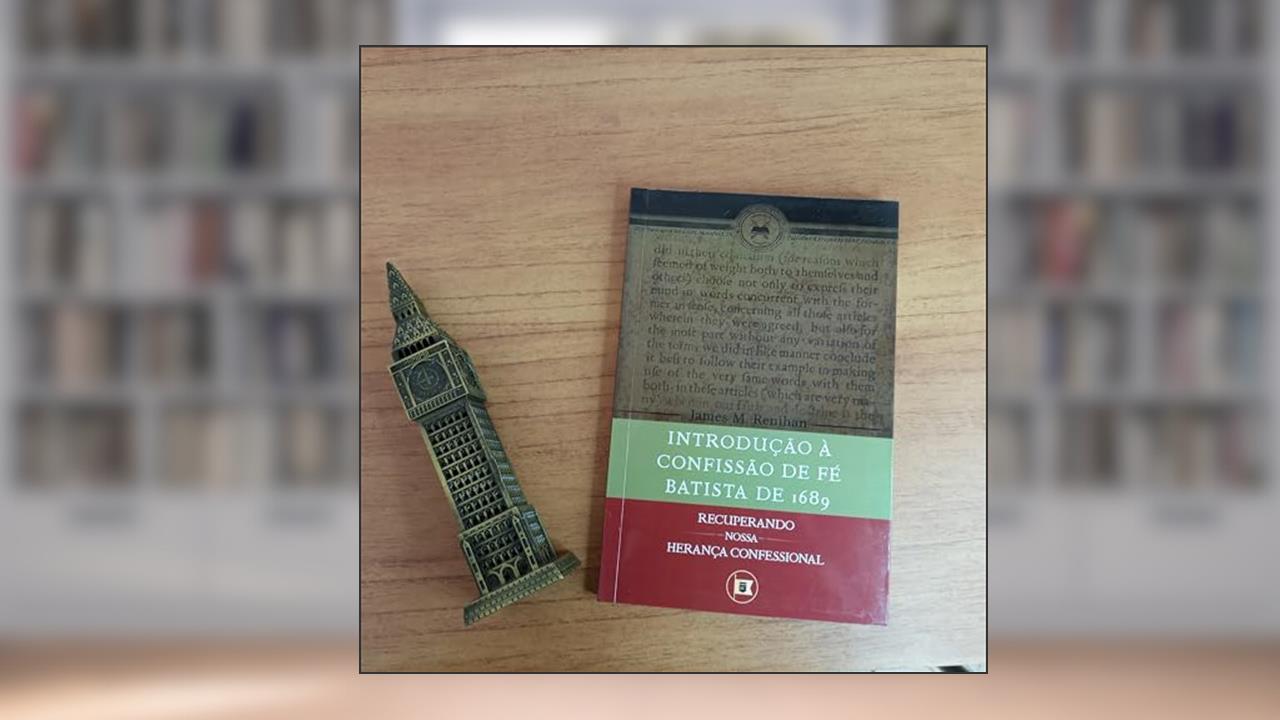 did neither
which
seemed of weight both to themselves and
others) choose not only to express their
mind in words concurrent with the for-
mer in sense, concerning all those articles
wherein they were agreed, but also for
the most part without any variation of
the terms we did in like manner conclude
it best to follow their example in making
use of the very same words with them
both in these articles (which are very ma-
James M. Renihan
INTRODUÇÃO À
CONFISSÃO DE FÉ
BATISTA DE 1689
RECUPERANDO
NOSSA
HERANÇA CONFESSIONAL